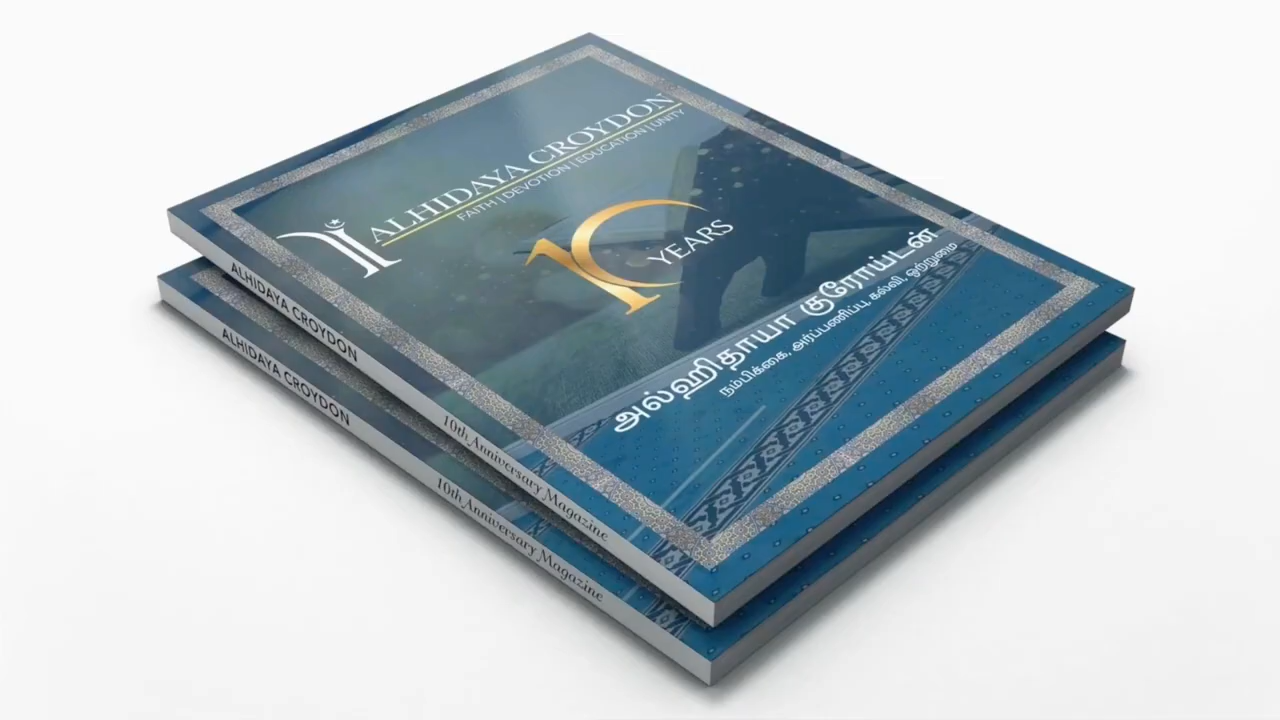 ALHIDAYA CROYDON
FAITH | DEVOTION | EDUCATION | UNITY
10
YEARS
அல்ஹிதாயா குரோய்டன்
நம்பிக்கை, அர்ப்பணிப்பு, கல்வி, ஒற்றுமை
ALHIDAYA CROYDON
10th Anniversary Magazine
ALHIDAYA CROYDON
10th Anniversary Magazine